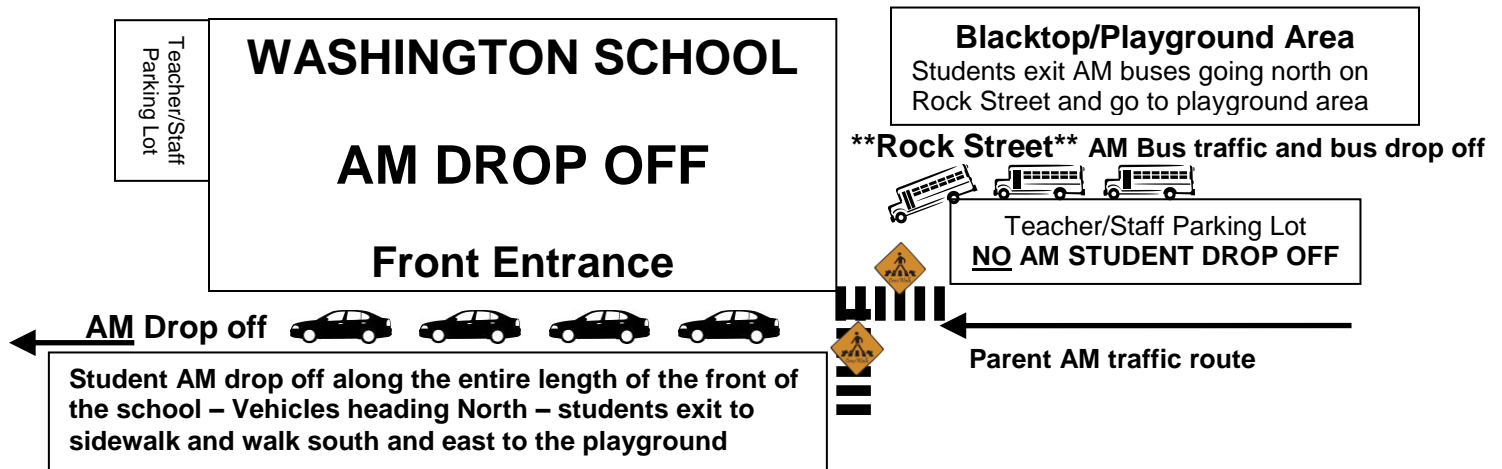 Teacher/Staff
Parking Lot
WASHINGTON SCHOOL
AM DROP OFF
Front Entrance
Blacktop/Playground Area
Students exit AM buses going north on
Rock Street and go to playground area
**Rock Street** AM Bus traffic and bus drop off
Teacher/Staff Parking Lot
NO AM STUDENT DROP OFF
AM Drop off
Parent AM traffic route
Student AM drop off along the entire length of the front of
the school – Vehicles heading North – students exit to
sidewalk and walk south and east to the playground